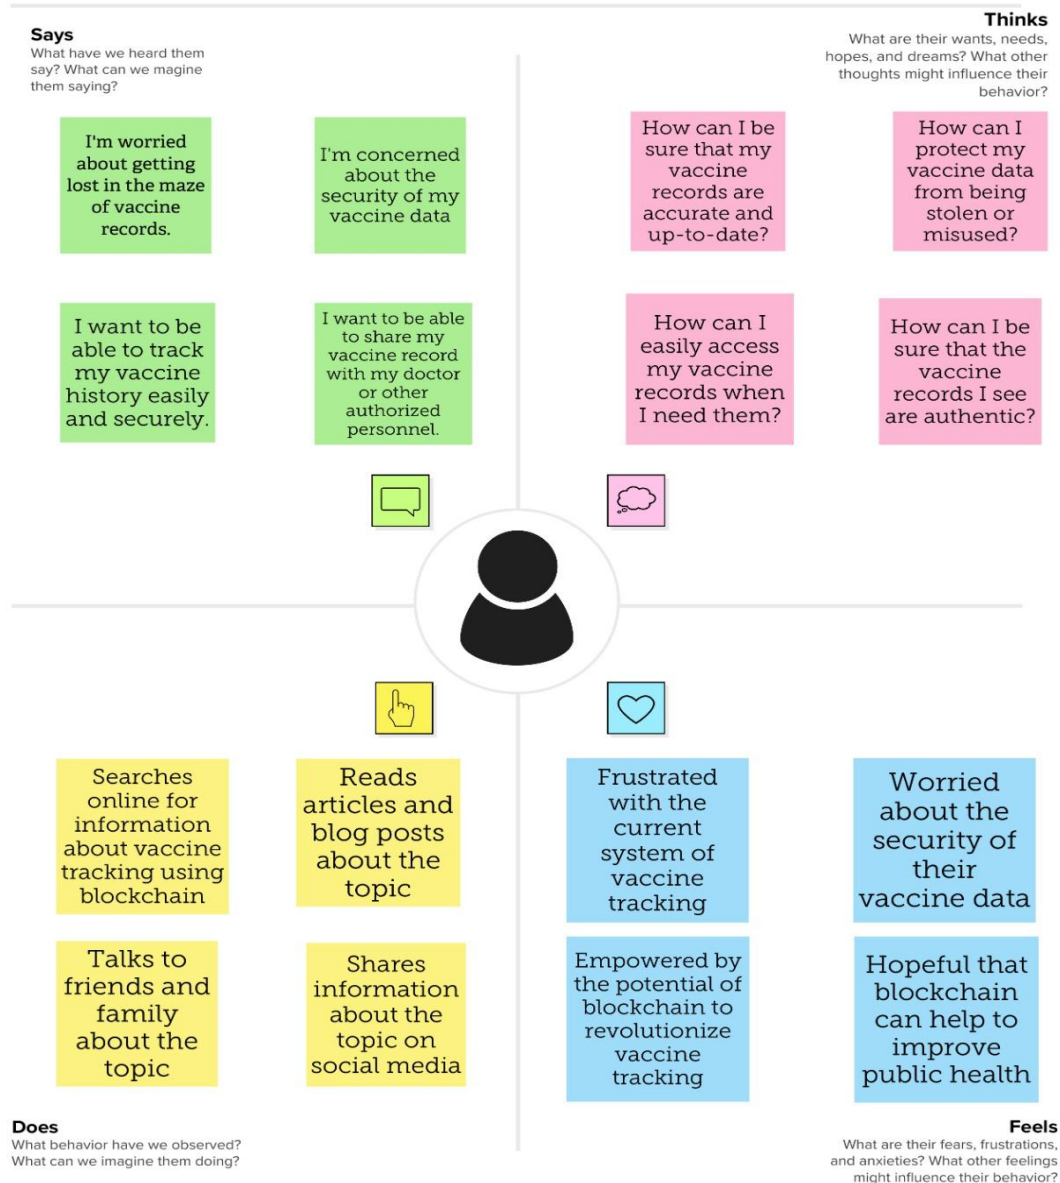 Says
What have we heard them
say? What can we magine
them saying?
I'm worried
about getting
lost in the maze
of vaccine
records.
I'm concerned
about the
security of my
vaccine data
I want to be
able to track
my vaccine
history easily
and securely.
I want to be able
to share my
vaccine record
with my doctor
or other
authorized
personnel.
Thinks
What are their wants, needs,
hopes, and dreams? What other
thoughts might influence their
behavior?
How can I be
sure that my
vaccine
records are
accurate and
up-to-date?
How can I
protect my
vaccine data
from being
stolen or
misused?
How can I
easily access
my vaccine
records when
I need them?
How can I be
sure that the
vaccine
records I see
are authentic?
Searches
online for
information
about vaccine
tracking using
blockchain
Reads
articles and
blog posts
about the
topic
Talks to
friends and
family
about the
topic
Shares
information
about the
topic on
social media
Does
What behavior have we observed?
What can we imagine them doing?
Frustrated
with the
current
system of
vaccine
tracking
Worried
about the
security of
their
vaccine data
Empowered by
the potential of
blockchain to
revolutionize
vaccine
tracking
Hopeful that
blockchain
can help to
improve
public health
Feels
What are their fears, frustrations,
and anxieties? What other feelings
might influence their behavior?